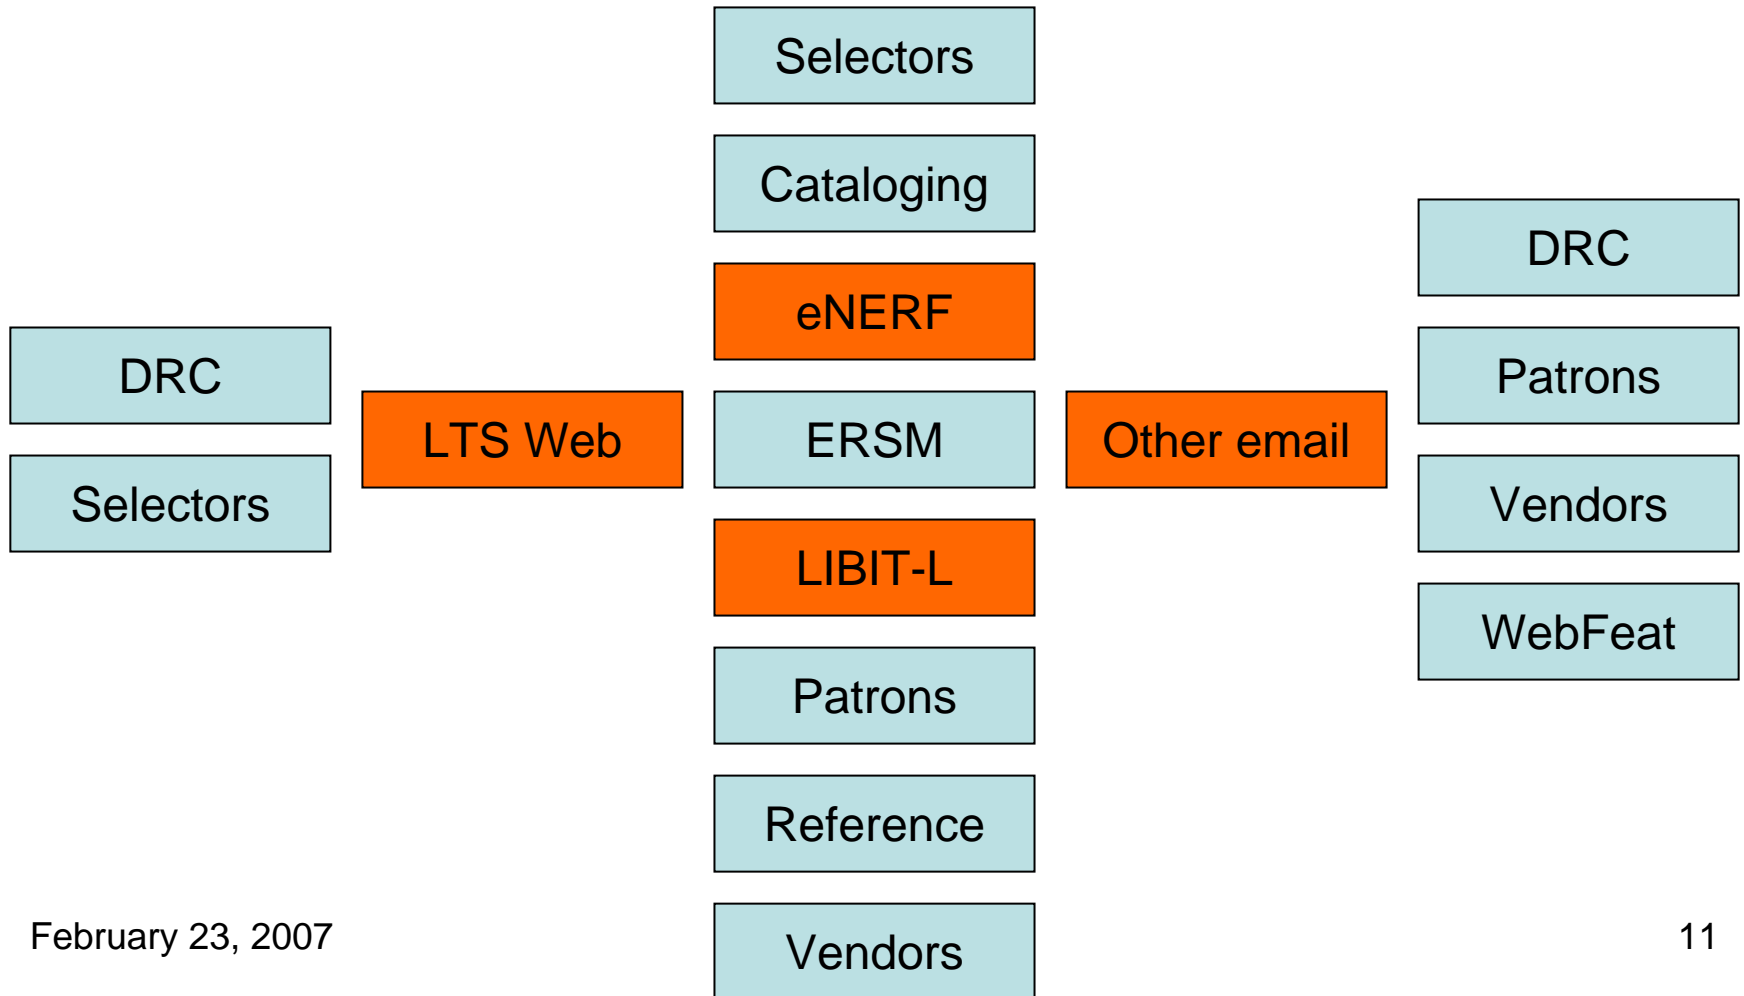 Selectors
Cataloging
eNERF
DRC
Selectors
LTS Web
ERSM
Other email
DRC
Patrons
Vendors
WebFeat
LIBIT-L
Patrons
Reference
Vendors
February 23, 2007
11